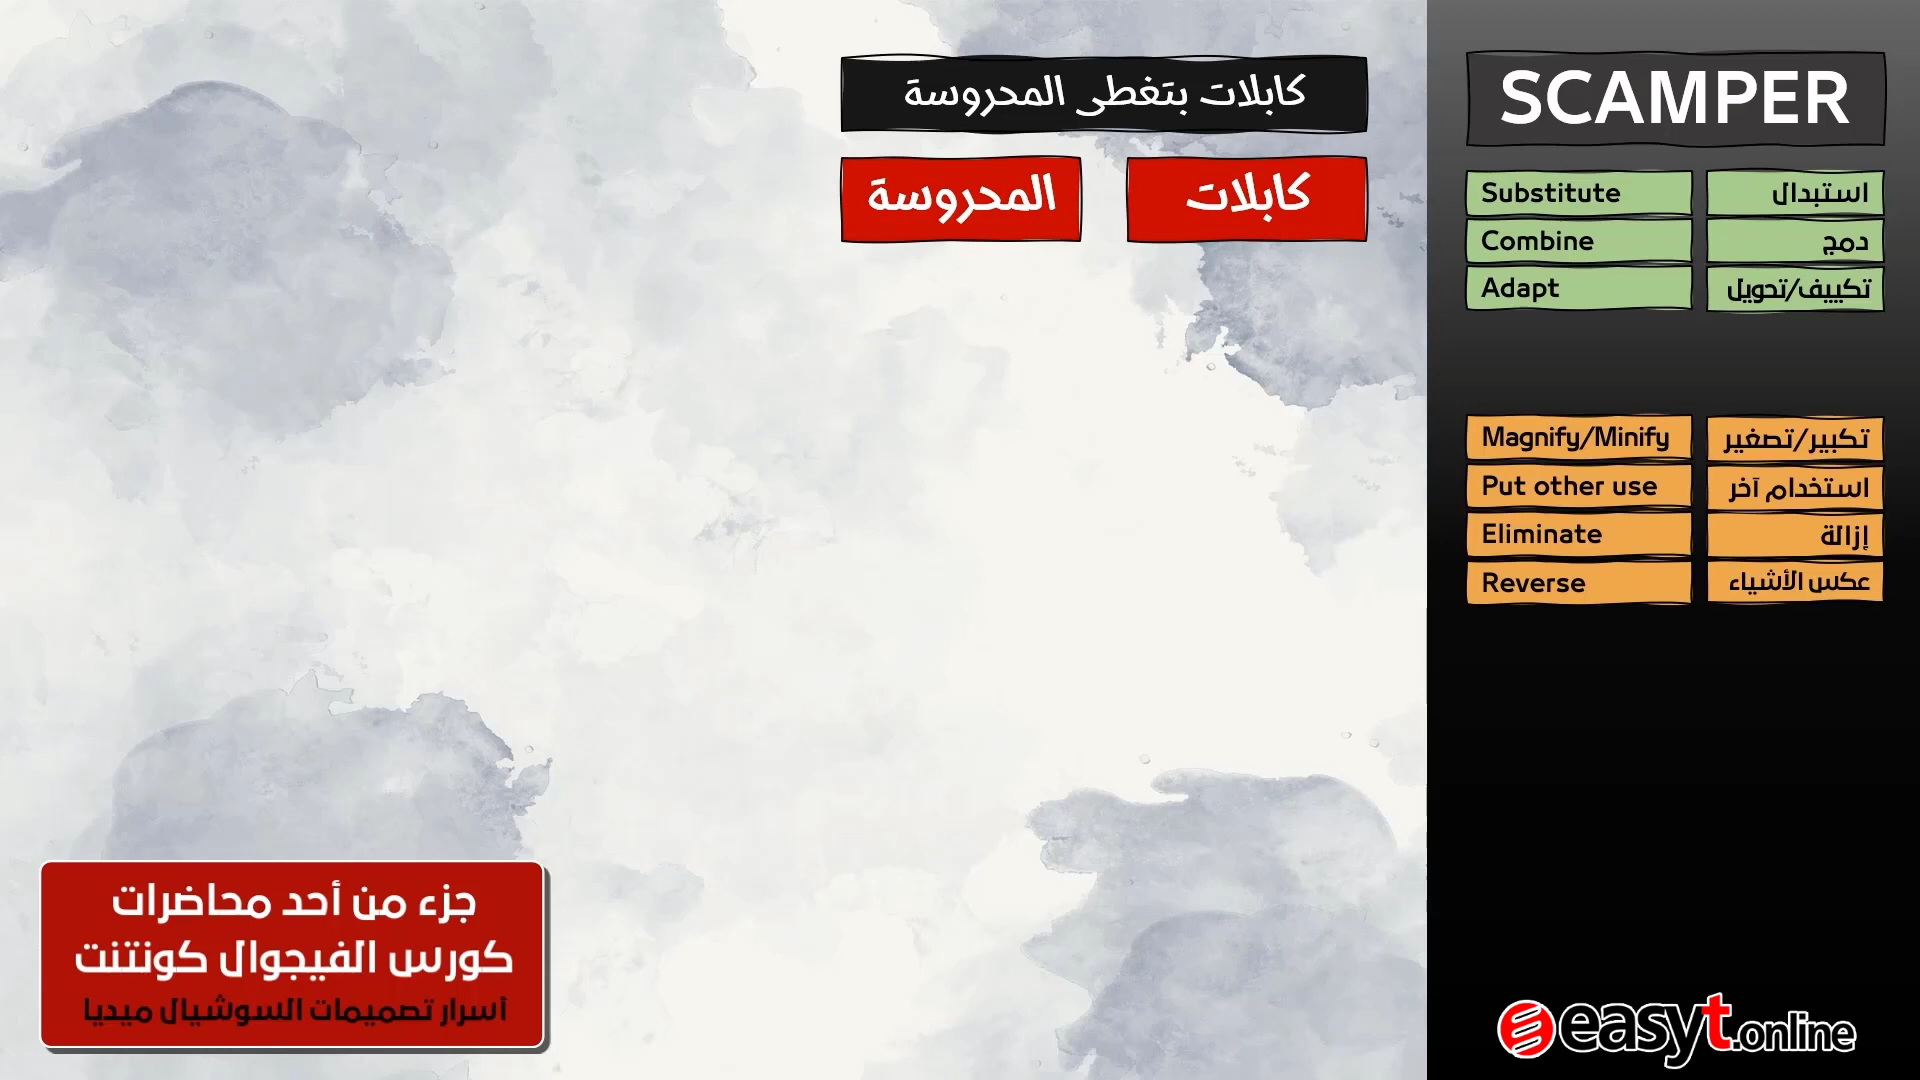 كابلات بتغطى المحروسة
كابلات
المحروسة
SCAMPER
Substitute استبدال
Combine دمج
Adapt تكييف/تحويل
Magnify/Minify تكبير/تصغير
Put other use استخدام آخر
Eliminate إزالة
Reverse عكس الأشياء
جزء من أحد محاضرات
كورس الفيجوال كونتنت
أسرار تصميمات السوشيال ميديا
easyt.online